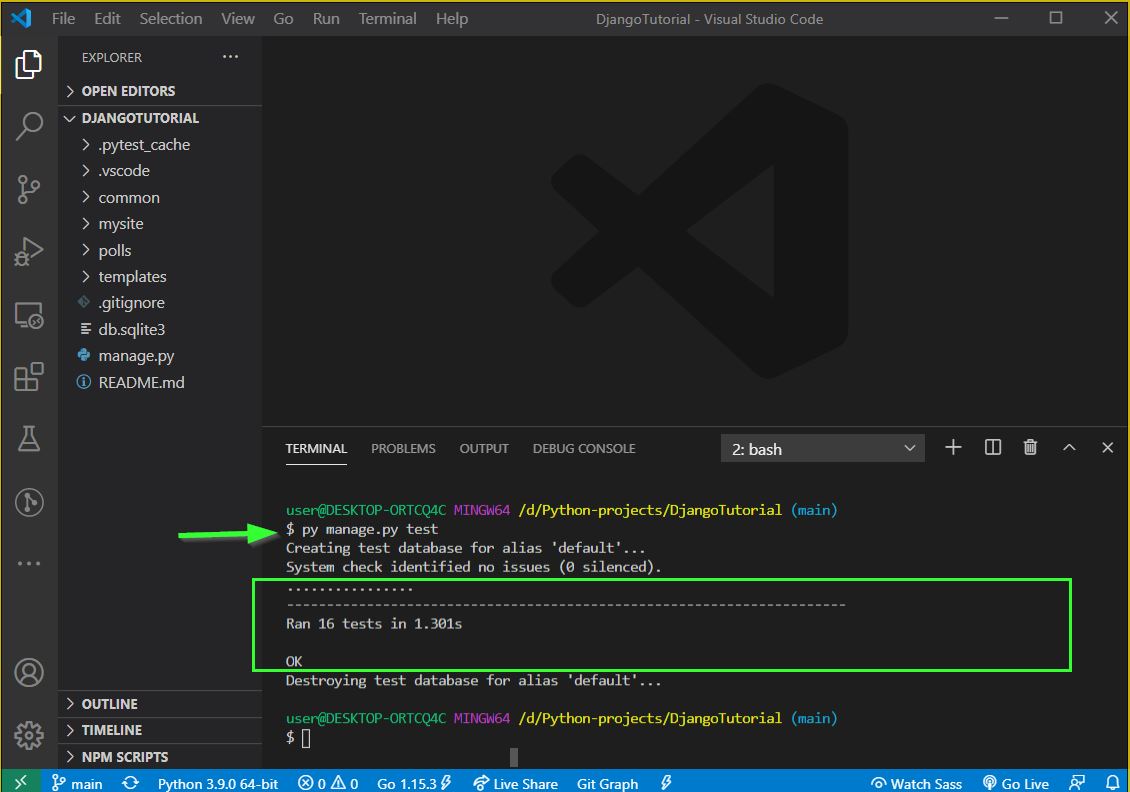 File Edit Selection View Go Run Terminal Help DjangoTutorial - Visual Studio Code
EXPLORER
OPEN EDITORS
DJANGOTUTORIAL
.pytest_cache
.vscode
common
mysite
polls
templates
.gitignore
db.sqlite3
manage.py
README.md
OUTLINE
TIMELINE
NPM SCRIPTS
TERMINAL PROBLEMS OUTPUT DEBUG CONSOLE 2: bash
user@DESKTOP-ORTCQ4C MINGW64 /d/Python-projects/DjangoTutorial (main)
$ py manage.py test
Creating test database for alias 'default'...
System check identified no issues (0 silenced).
................
----------------------------------------------------------------------
Ran 16 tests in 1.301s
OK
Destroying test database for alias 'default'...
user@DESKTOP-ORTCQ4C MINGW64 /d/Python-projects/DjangoTutorial (main)
$
main Python 3.9.0 64-bit 0 0 Go 1.15.3 Live Share Git Graph Watch Sass Go Live